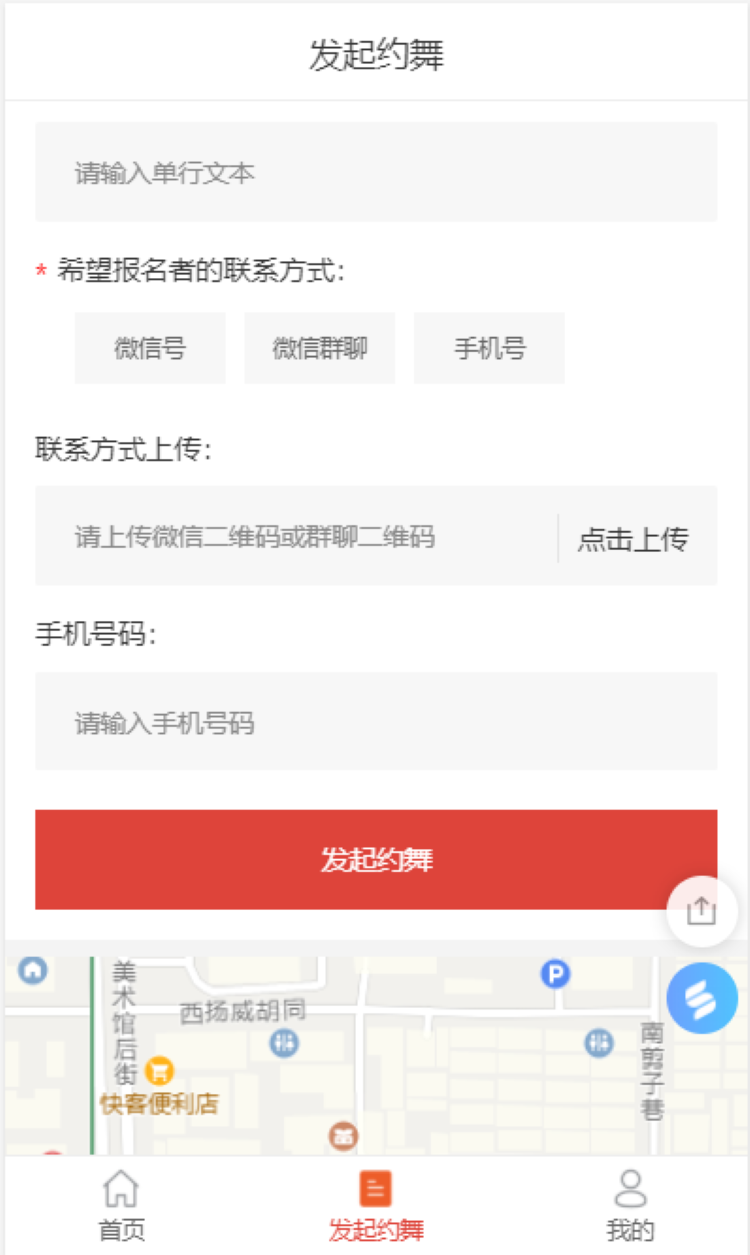 发起约舞
请输入单行文本
* 希望报名者的联系方式：
微信号 微信群聊 手机号
联系方式上传：
请上传微信二维码或群聊二维码 点击上传
手机号码：
请输入手机号码
发起约舞
美术馆后街
西扬威胡同
P
南剪子巷
快客便利店
首页 发起约舞 我的